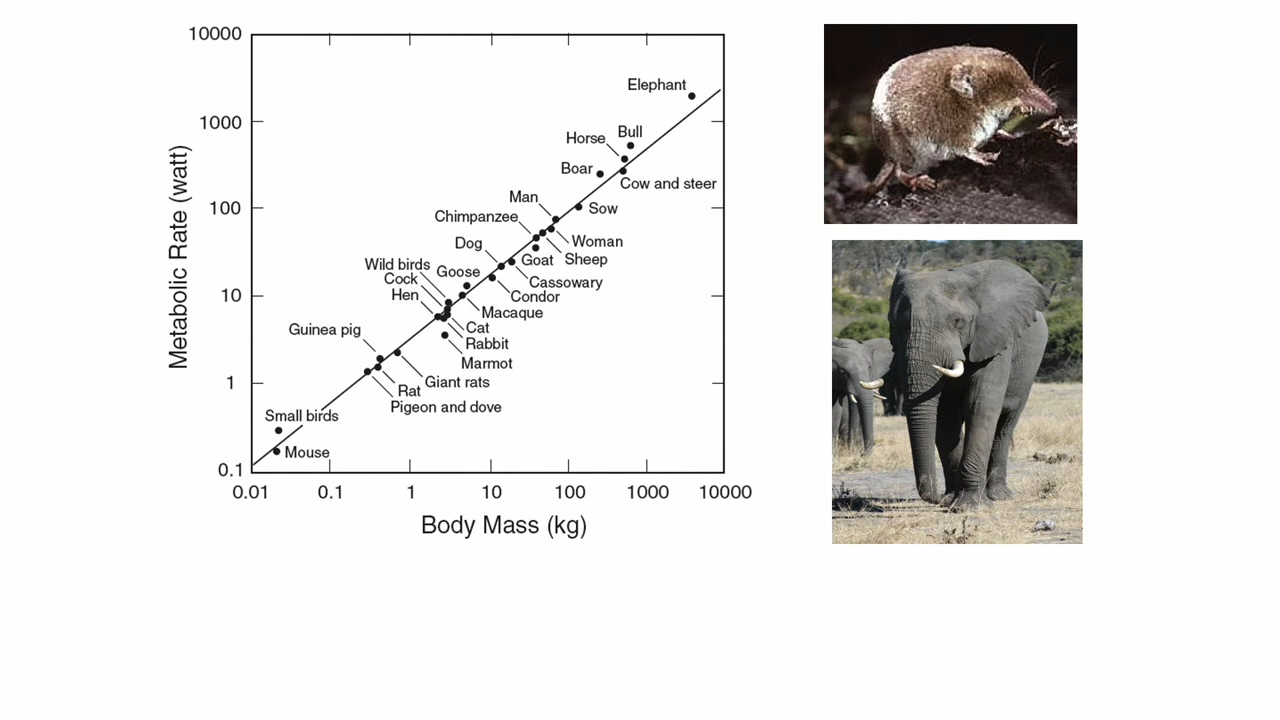 10000
Elephant
1000
Bull
Horse
Boar
Cow and steer
100
Man
Sow
Chimpanzee
Woman
Dog
Goat
Sheep
Wild birds
Goose
Cassowary
Cock
Condor
10
Hen
Macaque
Cat
Guinea pig
Rabbit
Marmot
1
Giant rats
Rat
Pigeon and dove
Small birds
Mouse
0.1
Metabolic Rate (watt)
0.01 0.1 1 10 100 1000 10000
Body Mass (kg)